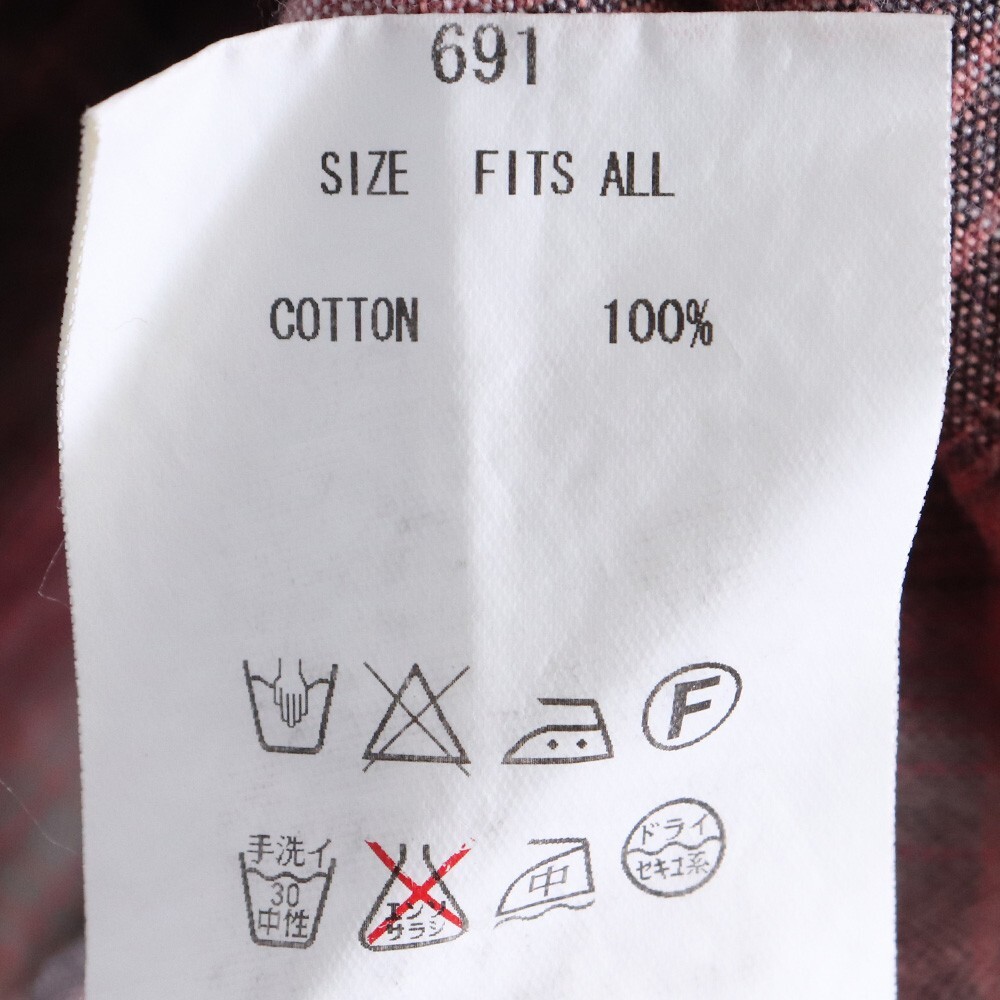 691
SIZE FITS ALL
COTTON 100%
F
手洗イ
30
中性
エンソ
サラシ
中
ドライ
セキユ系